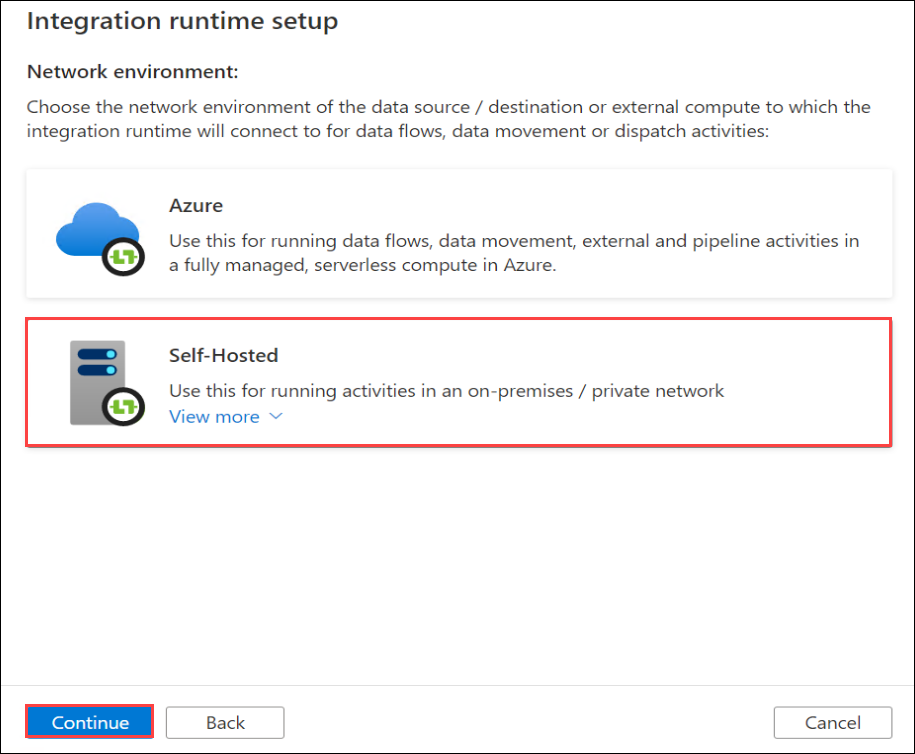 Integration runtime setup
Network environment:
Choose the network environment of the data source / destination or external compute to which the
integration runtime will connect to for data flows, data movement or dispatch activities:
Azure
Use this for running data flows, data movement, external and pipeline activities in
a fully managed, serverless compute in Azure.
Self-Hosted
Use this for running activities in an on-premises / private network
View more
Continue
Back
Cancel